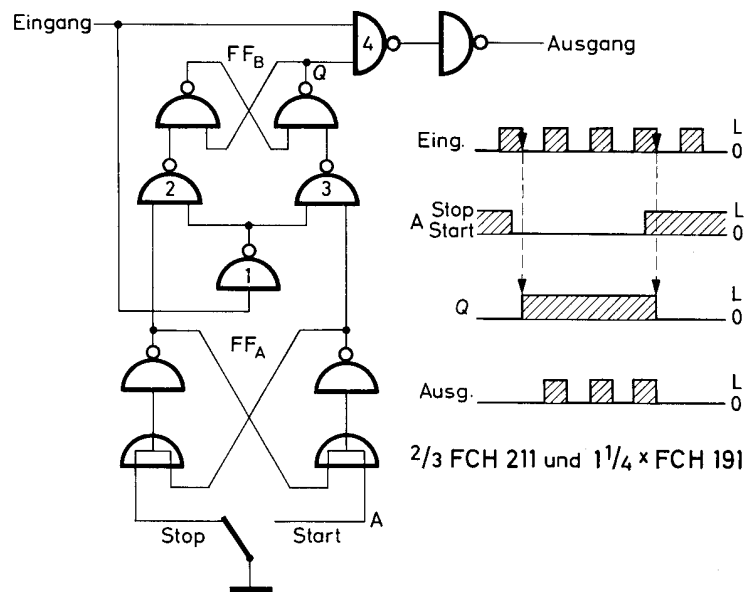 Eingang
4
Ausgang
FF_B
Q
2
3
1
FF_A
Stop
Start
A
Eing.
L
0
A
Stop
Start
L
0
Q
L
0
Ausg.
L
0
2/3 FCH 211 und 1 1/4 × FCH 191